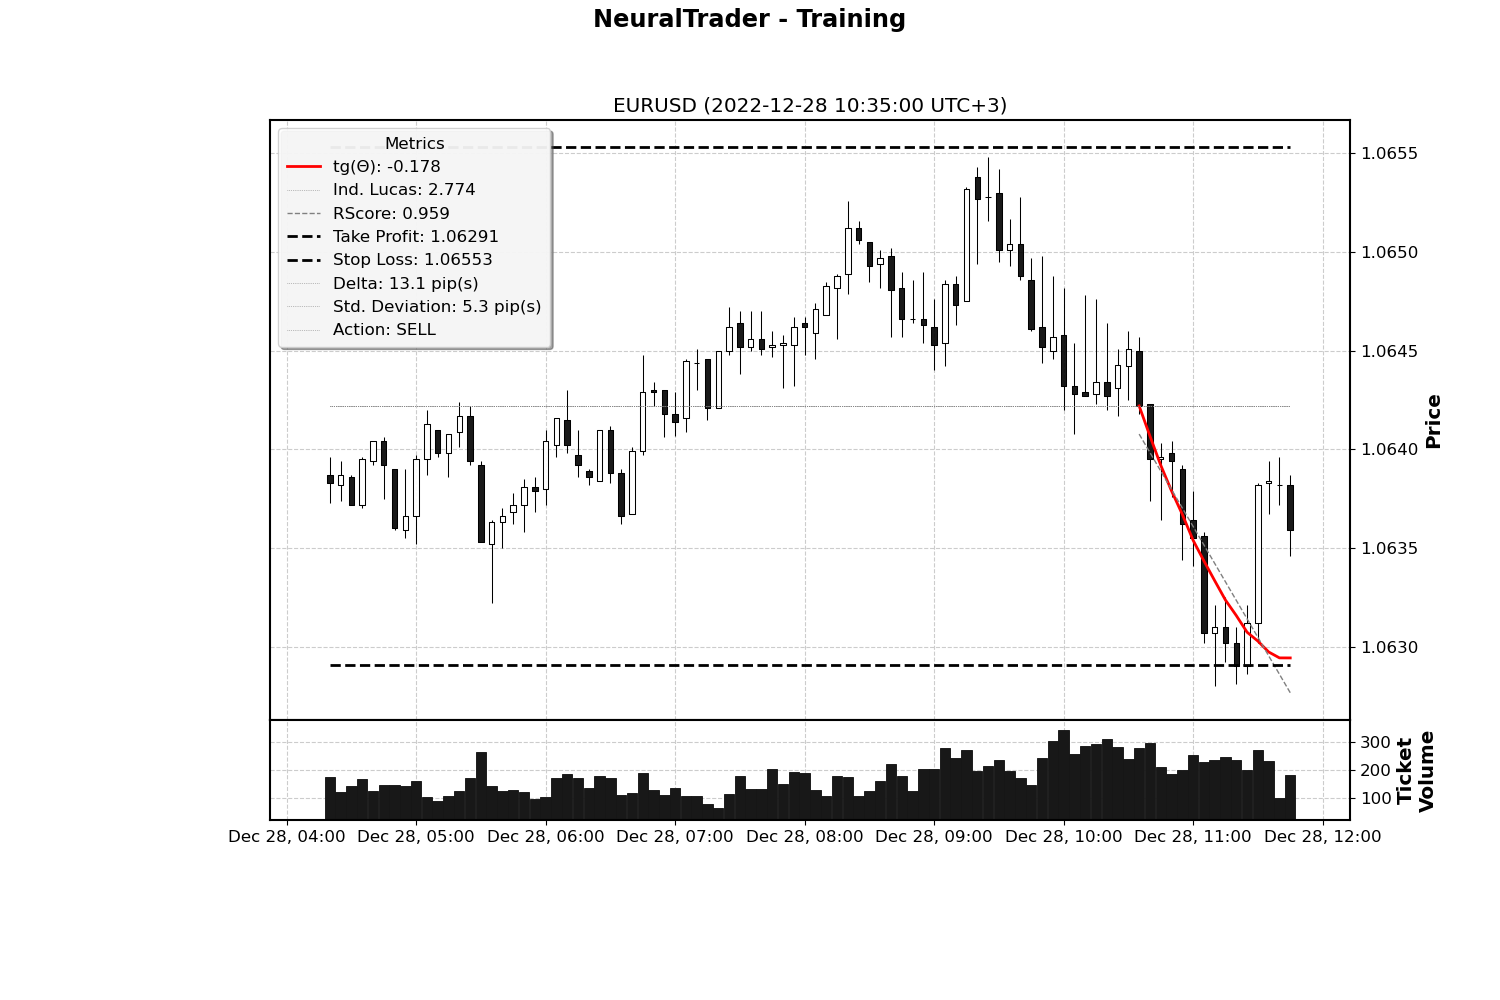 NeuralTrader - Training
EURUSD (2022-12-28 10:35:00 UTC+3)
Metrics
tg(Θ): -0.178
Ind. Lucas: 2.774
RScore: 0.959
Take Profit: 1.06291
Stop Loss: 1.06553
Delta: 13.1 pip(s)
Std. Deviation: 5.3 pip(s)
Action: SELL
1.0655
1.0650
1.0645
1.0640
1.0635
1.0630
Price
300
200
100
Ticket
Volume
Dec 28, 04:00 Dec 28, 05:00 Dec 28, 06:00 Dec 28, 07:00 Dec 28, 08:00 Dec 28, 09:00 Dec 28, 10:00 Dec 28, 11:00 Dec 28, 12:00